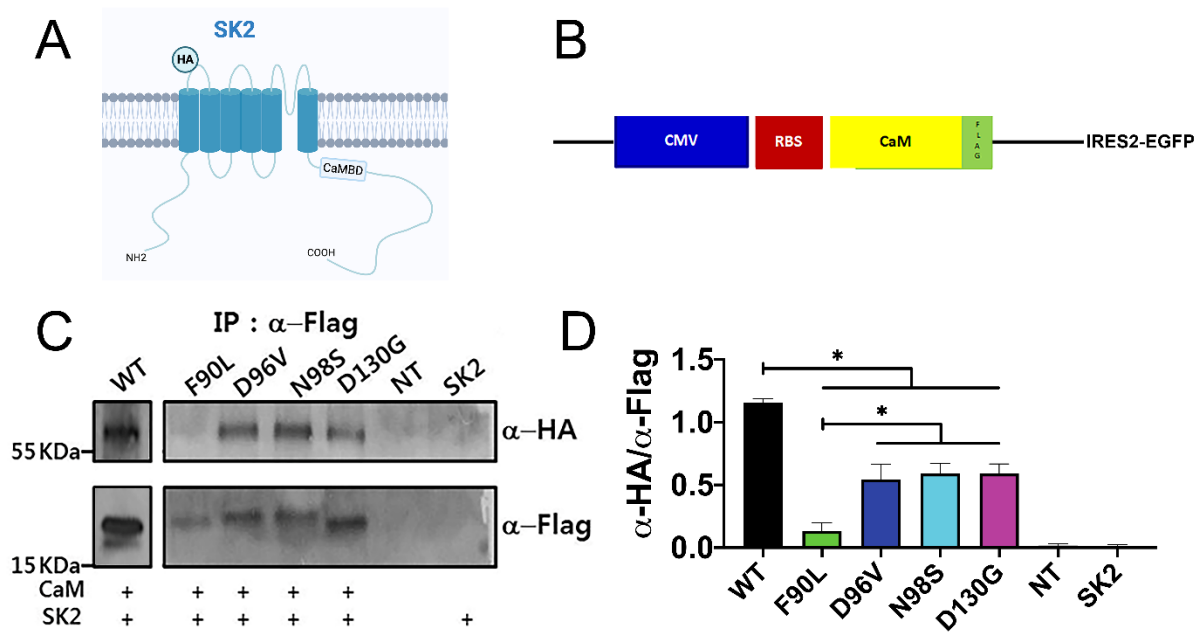 A
SK2
HA
CaMBD
NH2
COOH
B
CMV
RBS
CaM
FLAG
IRES2-EGFP
C
IP : α-Flag
WT
F90L
D96V
N98S
D130G
NT
SK2
55 KDa
α-HA
15 KDa
α-Flag
CaM + + + + +
SK2 + + + + + +
D
α-HA/α-Flag
1.5
1.0
0.5
0.0
*
*
WT
F90L
D96V
N98S
D130G
NT
SK2